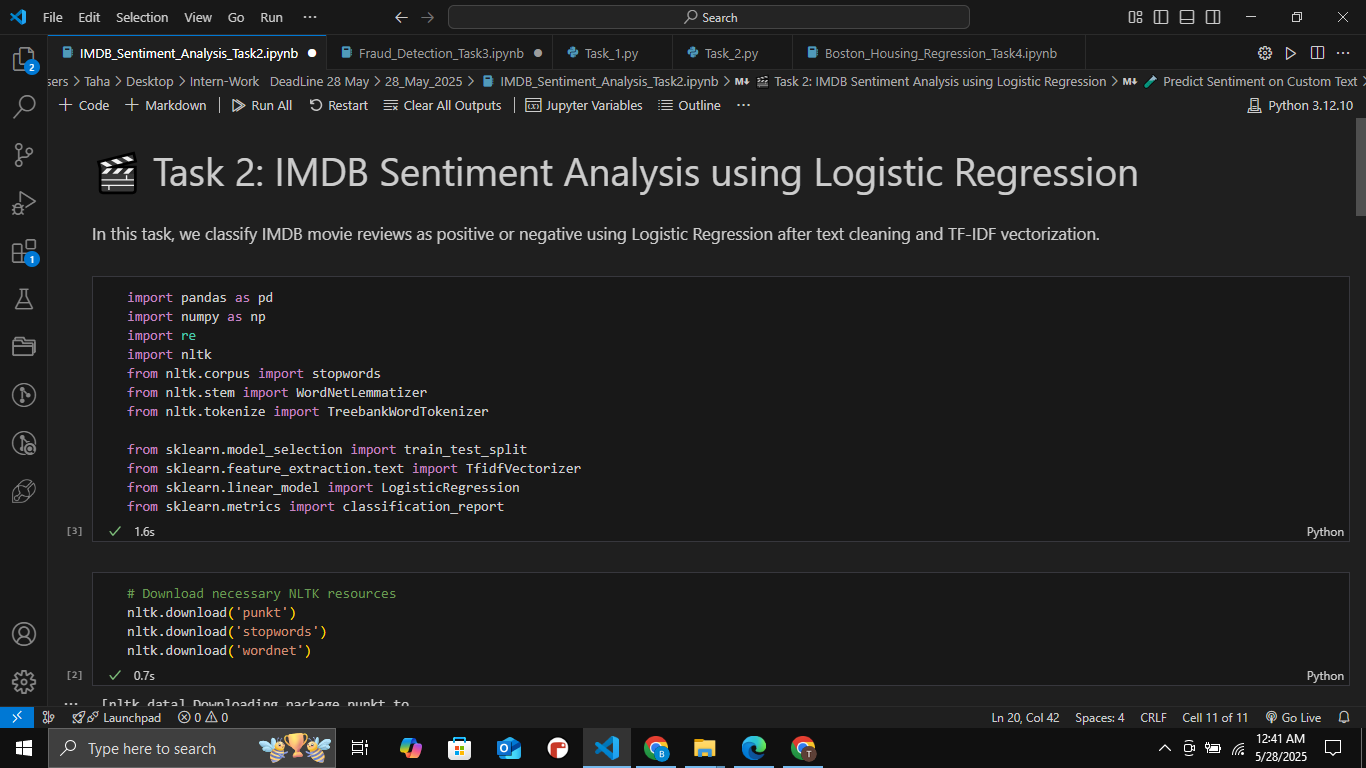 File Edit Selection View Go Run ···
Search
IMDB_Sentiment_Analysis_Task2.ipynb
Fraud_Detection_Task3.ipynb
Task_1.py
Task_2.py
Boston_Housing_Regression_Task4.ipynb
sers > Taha > Desktop > Intern-Work DeadLine 28 May > 28_May_2025 > IMDB_Sentiment_Analysis_Task2.ipynb > M↓ Task 2: IMDB Sentiment Analysis using Logistic Regression > M↓ Predict Sentiment on Custom Text >
+ Code + Markdown Run All Restart Clear All Outputs Jupyter Variables Outline ··· Python 3.12.10
Task 2: IMDB Sentiment Analysis using Logistic Regression
In this task, we classify IMDB movie reviews as positive or negative using Logistic Regression after text cleaning and TF-IDF vectorization.
import pandas as pd
import numpy as np
import re
import nltk
from nltk.corpus import stopwords
from nltk.stem import WordNetLemmatizer
from nltk.tokenize import TreebankWordTokenizer
from sklearn.model_selection import train_test_split
from sklearn.feature_extraction.text import TfidfVectorizer
from sklearn.linear_model import LogisticRegression
from sklearn.metrics import classification_report
[3] 1.6s Python
# Download necessary NLTK resources
nltk.download('punkt')
nltk.download('stopwords')
nltk.download('wordnet')
[2] 0.7s Python
··· [nltk_data] Downloading package punkt to
2
1
Launchpad 0 0 Ln 20, Col 42 Spaces: 4 CRLF Cell 11 of 11 Go Live
Type here to search
B
T
12:41 AM
5/28/2025